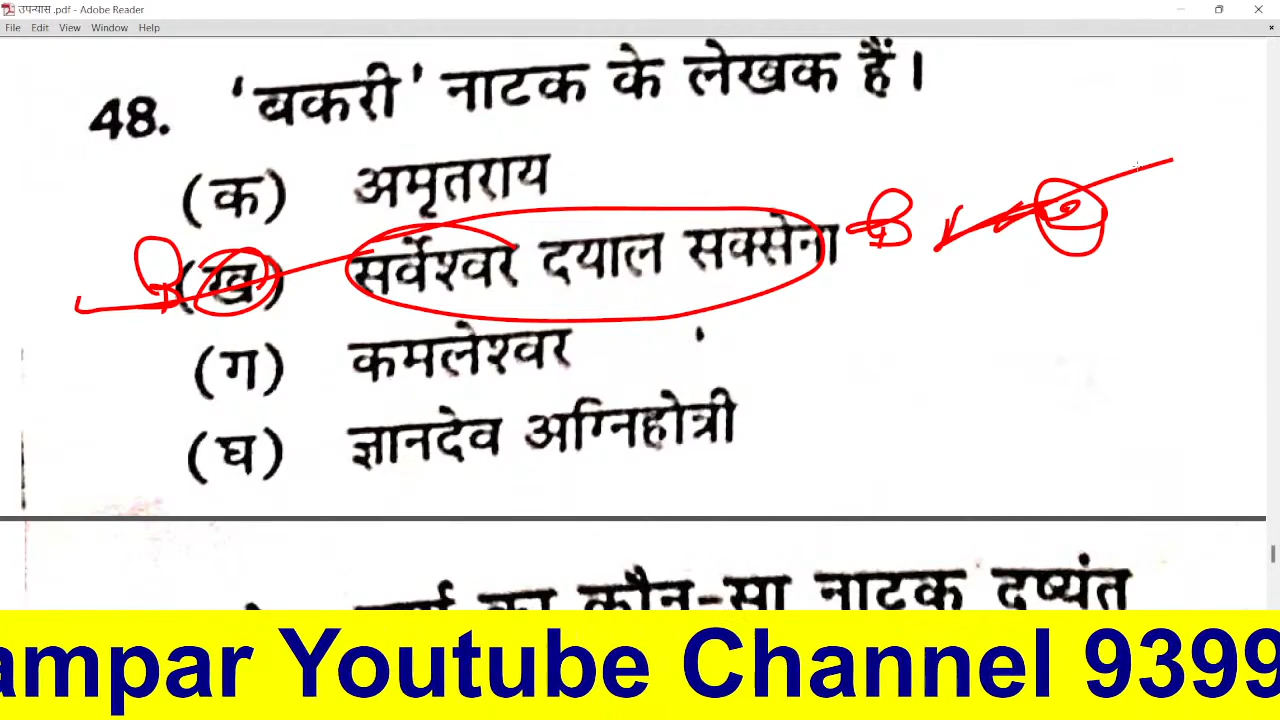 उपन्यास .pdf - Adobe Reader
File Edit View Window Help
48. 'बकरी' नाटक के लेखक हैं।
(क) अमृतराय
(ख) सर्वेश्वर दयाल सक्सेना
(ग) कमलेश्वर
(घ) ज्ञानदेव अग्निहोत्री
का कौन-सा नाटक दुष्यंत
ampar Youtube Channel 9399